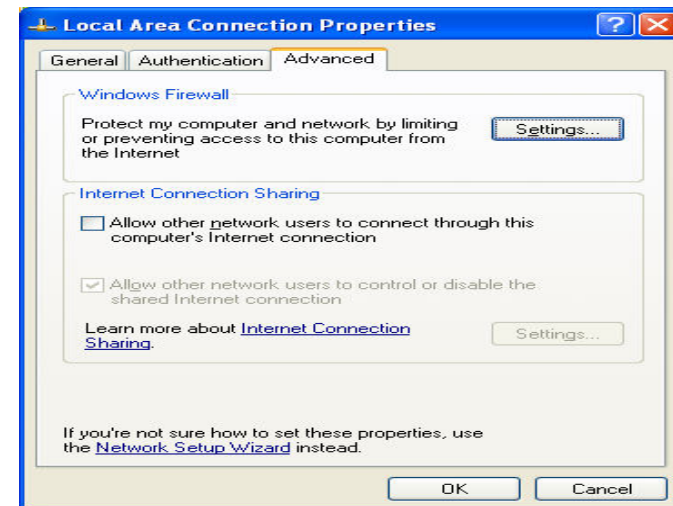 Local Area Connection Properties
General Authentication Advanced
Windows Firewall
Protect my computer and network by limiting
or preventing access to this computer from
the Internet
Settings...
Internet Connection Sharing
Allow other network users to connect through this
computer's Internet connection
Allow other network users to control or disable the
shared Internet connection
Learn more about Internet Connection
Sharing.
Settings...
If you're not sure how to set these properties, use
the Network Setup Wizard instead.
OK Cancel